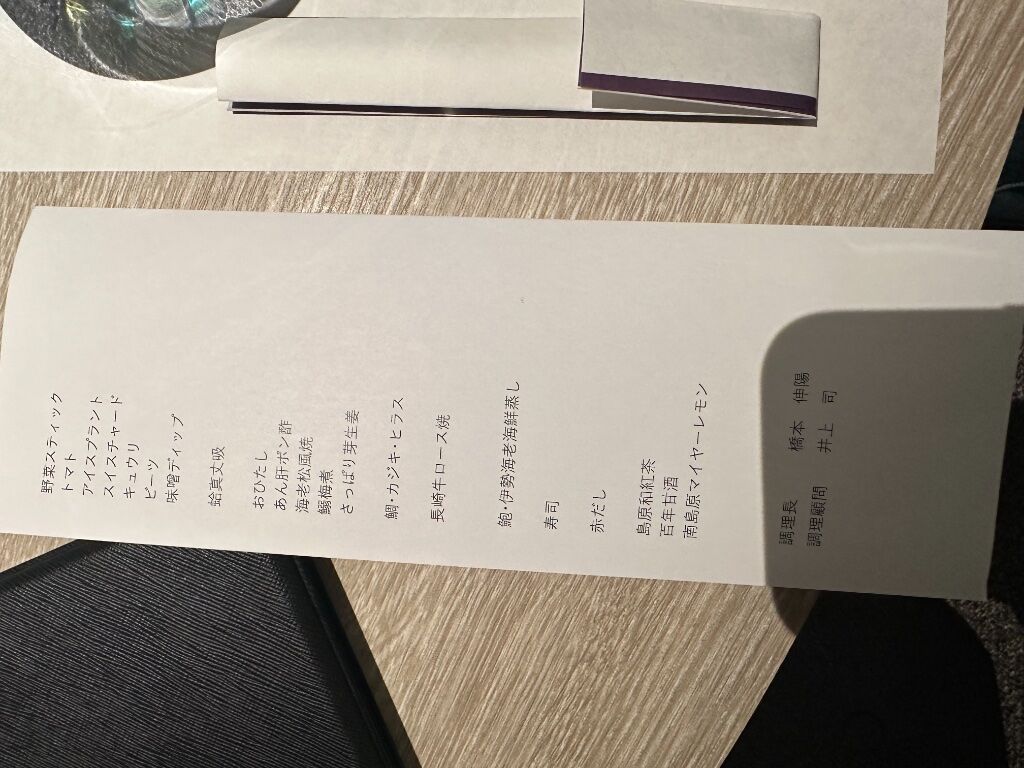 野菜スティック
トマト
アイスプラント
スイスチャード
キュウリ
ビーツ
味噌ディップ
蛤真丈吸
おひたし
あん肝ポン酢
海老松風焼
鰯梅煮
さっぱり芽生姜
鯛・カジキ・ヒラス
長崎牛ロース焼
鮑・伊勢海老海鮮蒸し
寿司
赤だし
島原和紅茶
百年甘酒
南島原マイヤーレモン
調理長 橋本 伸陽
調理顧問 井上 司